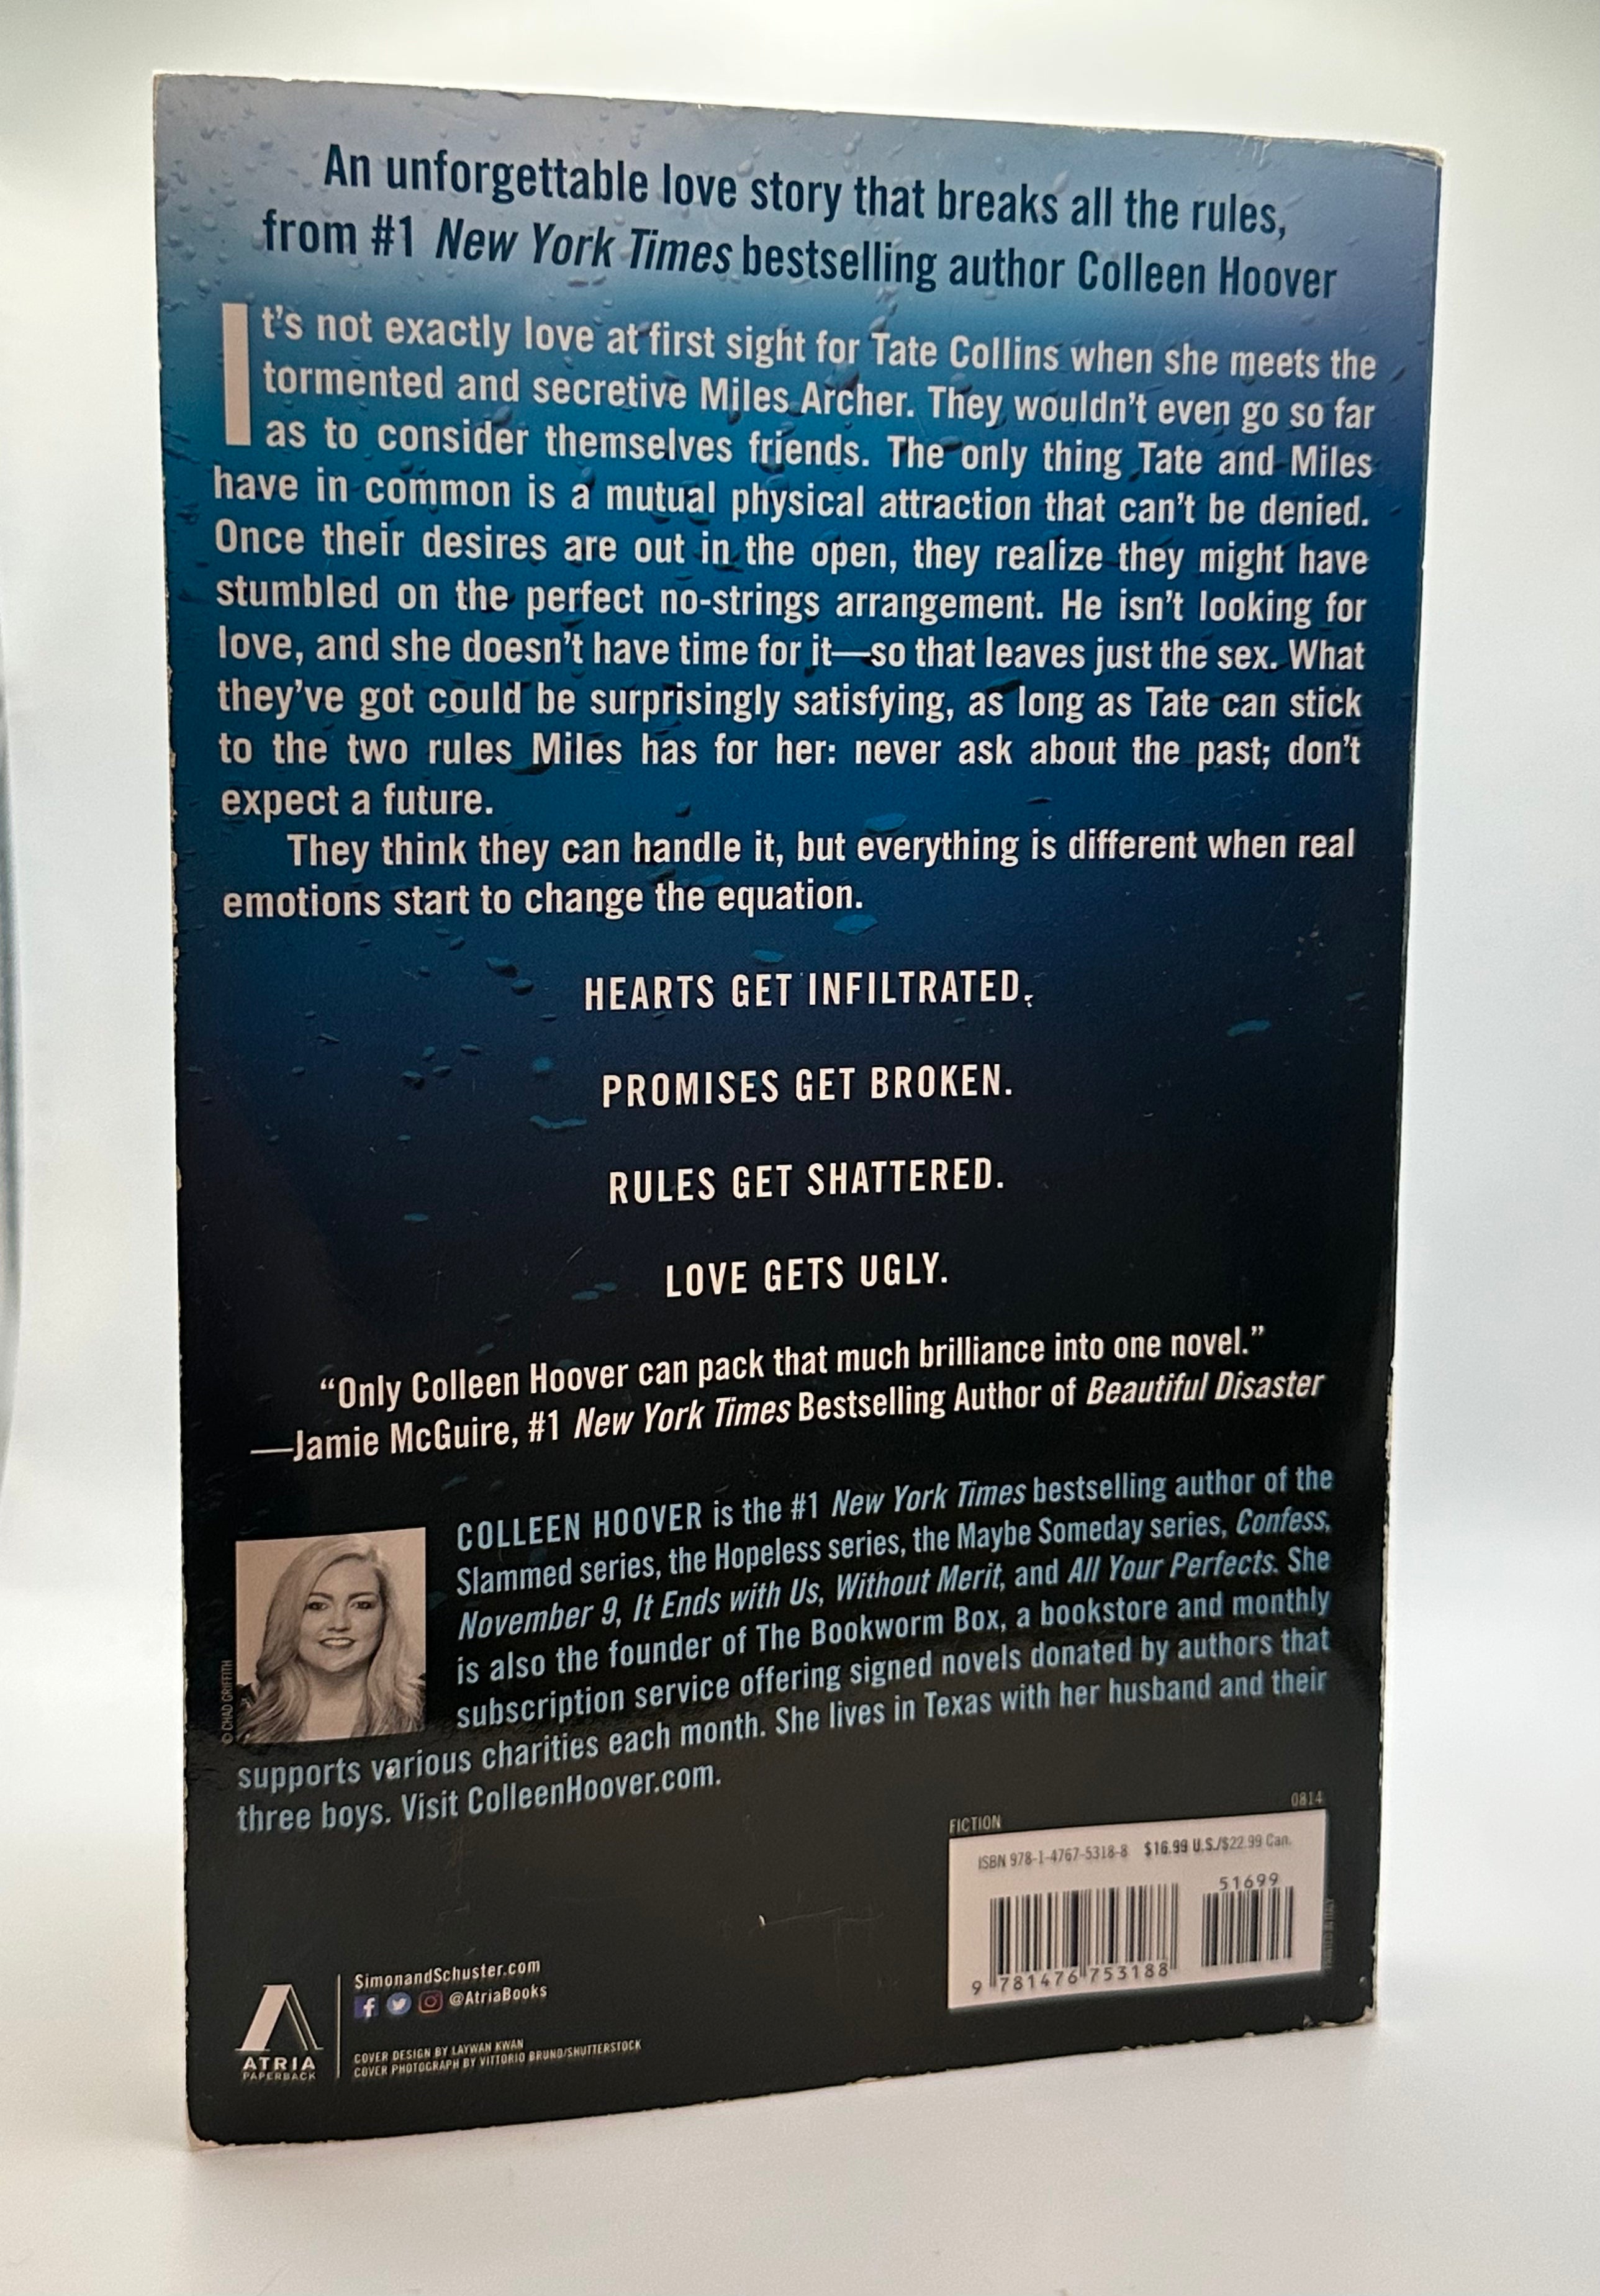 An unforgettable love story that breaks all the rules,
from #1 New York Times bestselling author Colleen Hoover
It's not exactly love at first sight for Tate Collins when she meets the
tormented and secretive Miles Archer. They wouldn't even go so far
as to consider themselves friends. The only thing Tate and Miles
have in common is a mutual physical attraction that can't be denied.
Once their desires are out in the open, they realize they might have
stumbled on the perfect no-strings arrangement. He isn't looking for
love, and she doesn't have time for it—so that leaves just the sex. What
they've got could be surprisingly satisfying, as long as Tate can stick
to the two rules Miles has for her: never ask about the past; don't
expect a future.
They think they can handle it, but everything is different when real
emotions start to change the equation.
HEARTS GET INFILTRATED.
PROMISES GET BROKEN.
RULES GET SHATTERED.
LOVE GETS UGLY.
“Only Colleen Hoover can pack that much brilliance into one novel.”
—Jamie McGuire, #1 New York Times Bestselling Author of Beautiful Disaster
COLLEEN HOOVER is the #1 New York Times bestselling author of the
Slammed series, the Hopeless series, the Maybe Someday series, Confess,
November 9, It Ends with Us, Without Merit, and All Your Perfects. She
is also the founder of The Bookworm Box, a bookstore and monthly
subscription service offering signed novels donated by authors that
supports various charities each month. She lives in Texas with her husband and their
three boys. Visit ColleenHoover.com.
© CHAD GRIFFITH
FICTION
0814
ISBN 978-1-4767-5318-8 $16.99 U.S./$22.99 Can.
51699
9 781476 753188
PRINTED IN ITALY
SimonandSchuster.com
@AtriaBooks
ATRIA
PAPERBACK
COVER DESIGN BY LAYWAN KWAN
COVER PHOTOGRAPH BY VITTORIO BRUNO/SHUTTERSTOCK